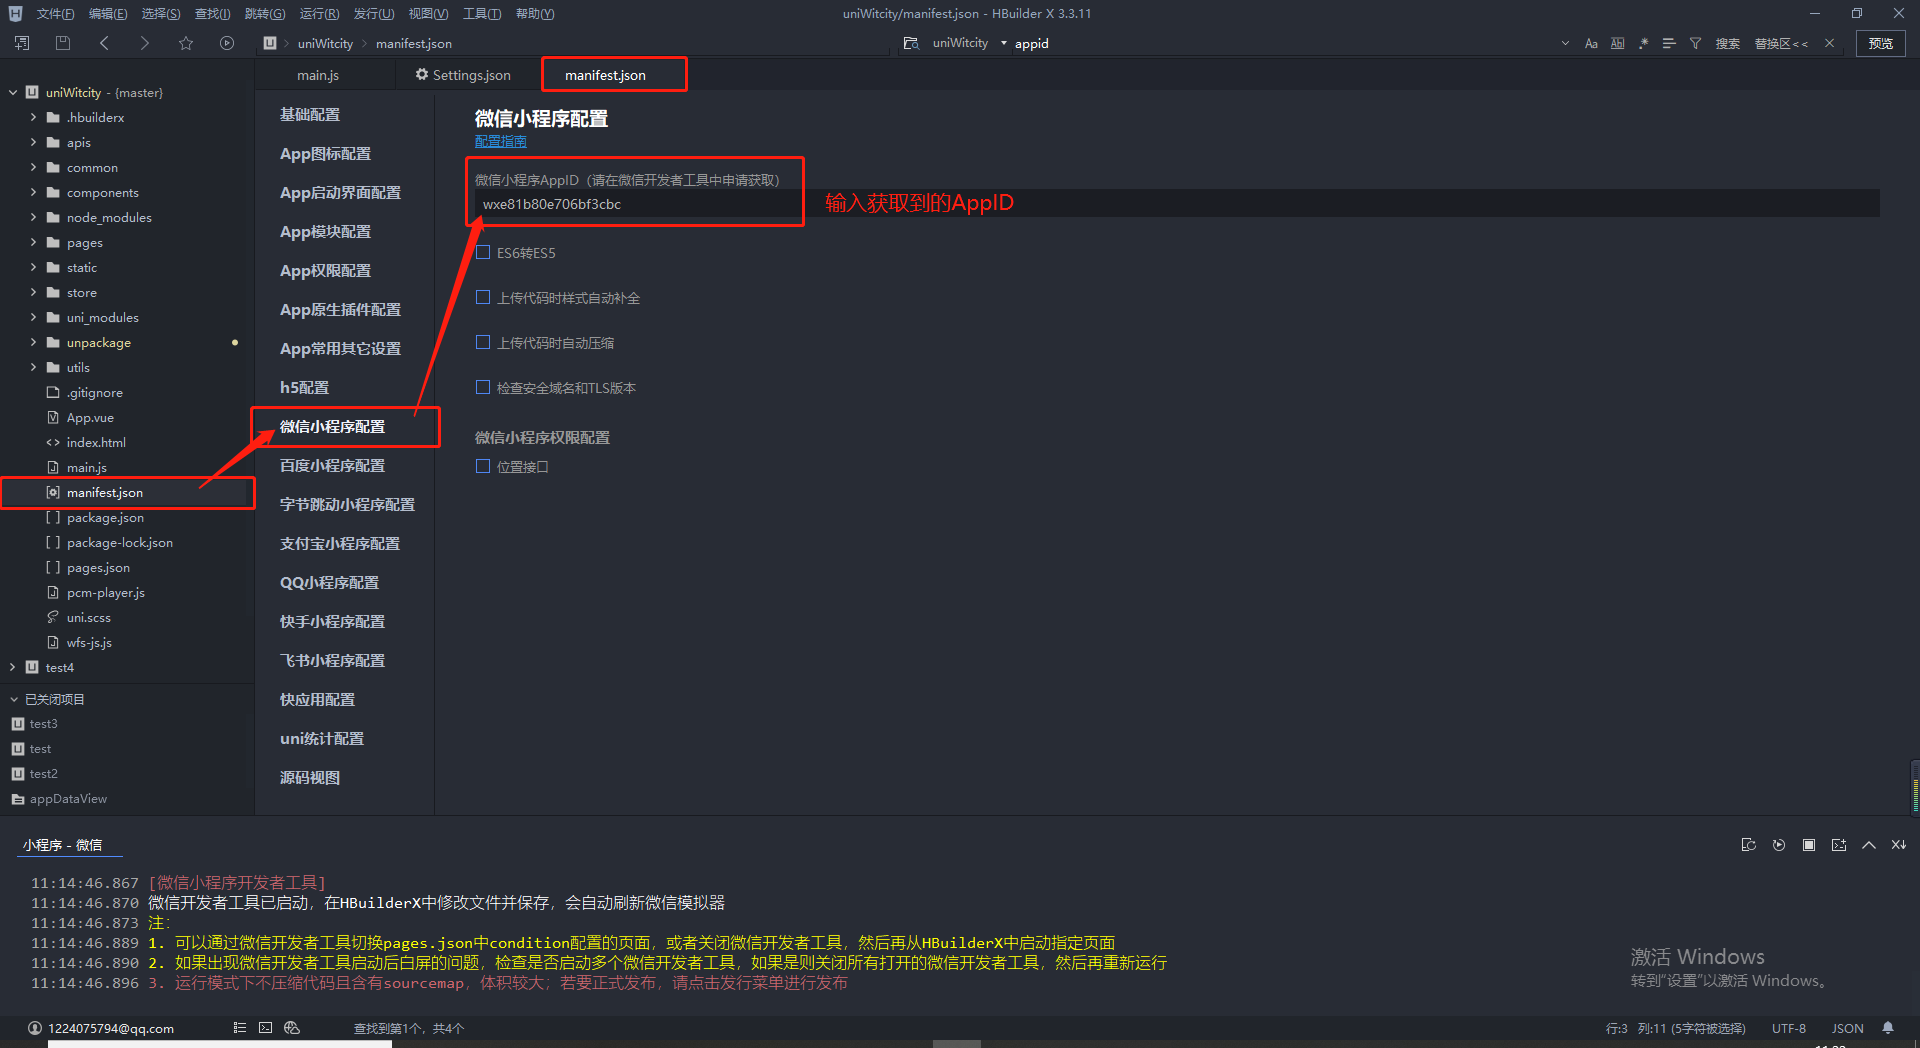 文件(F) 编辑(E) 选择(S) 查找(I) 跳转(G) 运行(R) 发行(U) 视图(V) 工具(T) 帮助(Y)
uniWitcity/manifest.json - HBuilder X 3.3.11
uniWitcity manifest.json
uniWitcity appid
Aa Ab .* 搜索 替换区<<
预览
main.js Settings.json manifest.json
uniWitcity - {master}
.hbuilderx
apis
common
components
node_modules
pages
static
store
uni_modules
unpackage
utils
.gitignore
App.vue
index.html
main.js
manifest.json
package.json
package-lock.json
pages.json
pcm-player.js
uni.scss
wfs-js.js
test4
已关闭项目
test3
test
test2
appDataView
基础配置
App图标配置
App启动界面配置
App模块配置
App权限配置
App原生插件配置
App常用其它设置
h5配置
微信小程序配置
百度小程序配置
字节跳动小程序配置
支付宝小程序配置
QQ小程序配置
快手小程序配置
飞书小程序配置
快应用配置
uni统计配置
源码视图
微信小程序配置
配置指南
微信小程序AppID（请在微信开发者工具中申请获取）
wxe81b80e706bf3cbc
输入获取到的AppID
ES6转ES5
上传代码时样式自动补全
上传代码时自动压缩
检查安全域名和TLS版本
微信小程序权限配置
位置接口
小程序 - 微信
11:14:46.867 [微信小程序开发者工具]
11:14:46.870 微信开发者工具已启动，在HBuilderX中修改文件并保存，会自动刷新微信模拟器
11:14:46.873 注：
11:14:46.889 1. 可以通过微信开发者工具切换pages.json中condition配置的页面，或者关闭微信开发者工具，然后再从HBuilderX中启动指定页面
11:14:46.890 2. 如果出现微信开发者工具启动后白屏的问题，检查是否启动多个微信开发者工具，如果是则关闭所有打开的微信开发者工具，然后再重新运行
11:14:46.896 3. 运行模式下不压缩代码且含有sourcemap，体积较大；若要正式发布，请点击发行菜单进行发布
激活 Windows
转到"设置"以激活 Windows。
1224075794@qq.com
查找到第1个，共4个
行:3 列:11 (5字符被选择) UTF-8 JSON